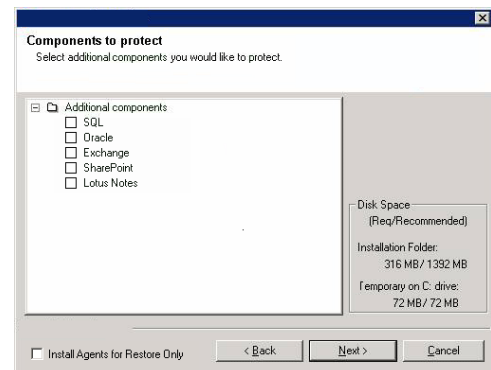 Components to protect
Select additional components you would like to protect.
Additional components
SQL
Oracle
Exchange
SharePoint
Lotus Notes
Disk Space
(Req/Recommended)
Installation Folder:
316 MB/ 1392 MB
Temporary on C: drive:
72 MB/ 72 MB
Install Agents for Restore Only
< Back
Next >
Cancel